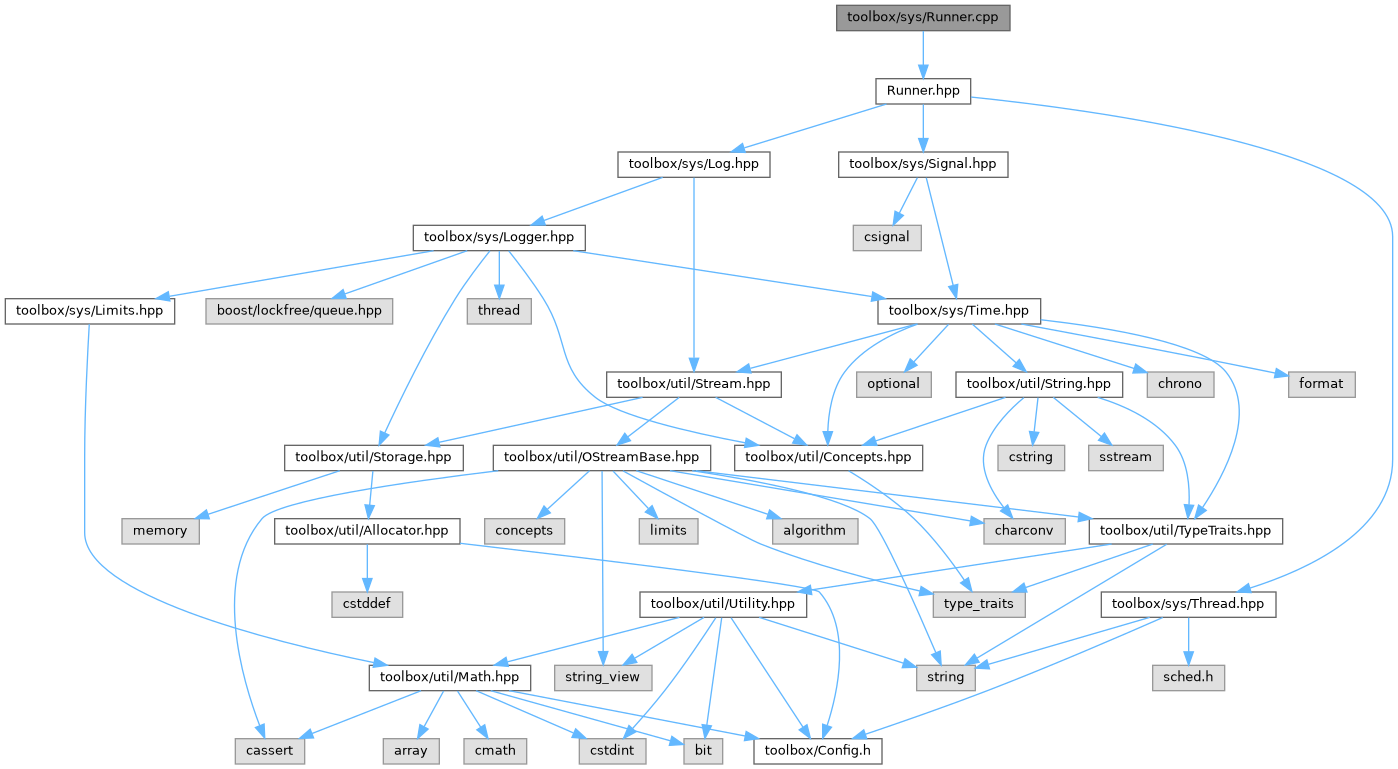 toolbox/sys/Runner.cpp
Runner.hpp
toolbox/sys/Log.hpp
toolbox/sys/Signal.hpp
toolbox/sys/Logger.hpp
csignal
toolbox/sys/Limits.hpp
boost/lockfree/queue.hpp
thread
toolbox/sys/Time.hpp
toolbox/util/Stream.hpp
optional
toolbox/util/String.hpp
chrono
format
toolbox/util/Storage.hpp
toolbox/util/OStreamBase.hpp
toolbox/util/Concepts.hpp
cstring
sstream
memory
toolbox/util/Allocator.hpp
concepts
limits
algorithm
charconv
toolbox/util/TypeTraits.hpp
cstddef
toolbox/util/Utility.hpp
type_traits
toolbox/sys/Thread.hpp
toolbox/util/Math.hpp
string_view
string
sched.h
cassert
array
cmath
cstdint
bit
toolbox/Config.h